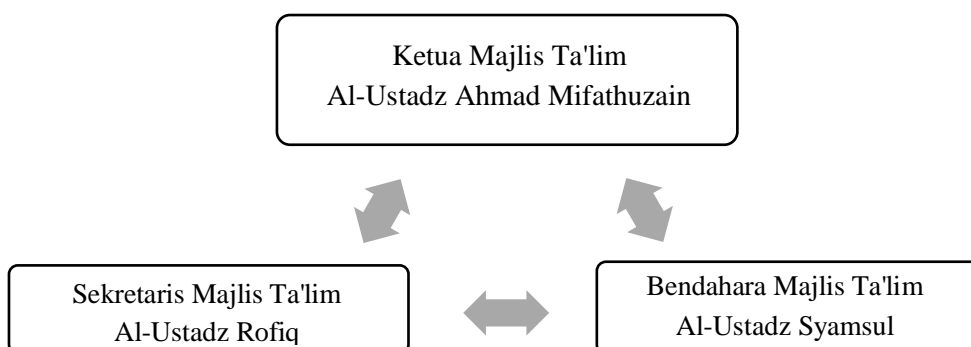 Ketua Majlis Ta'lim
Al-Ustadz Ahmad Mifathuzain
Sekretaris Majlis Ta'lim
Al-Ustadz Rofiq
Bendahara Majlis Ta'lim
Al-Ustadz Syamsul